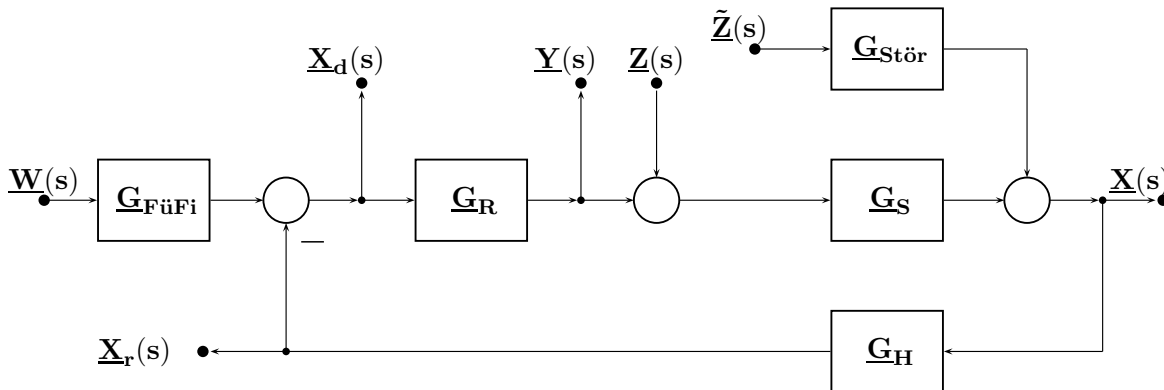 Z̃(s)
G_Stör
X_d(s)
Y(s)
Z(s)
W(s)
G_FüFi
G_R
G_S
X(s)
—
X_r(s)
G_H